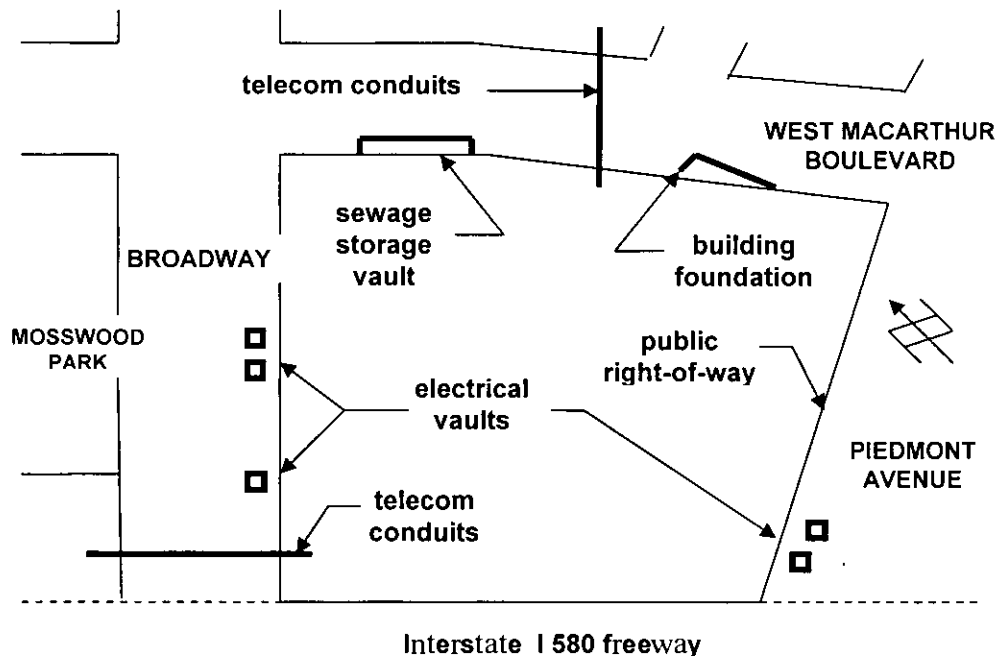 telecom conduits
WEST MACARTHUR
BOULEVARD
sewage
storage
vault
building
foundation
BROADWAY
MOSSWOOD
PARK
public
right-of-way
electrical
vaults
PIEDMONT
AVENUE
telecom
conduits
Interstate I 580 freeway